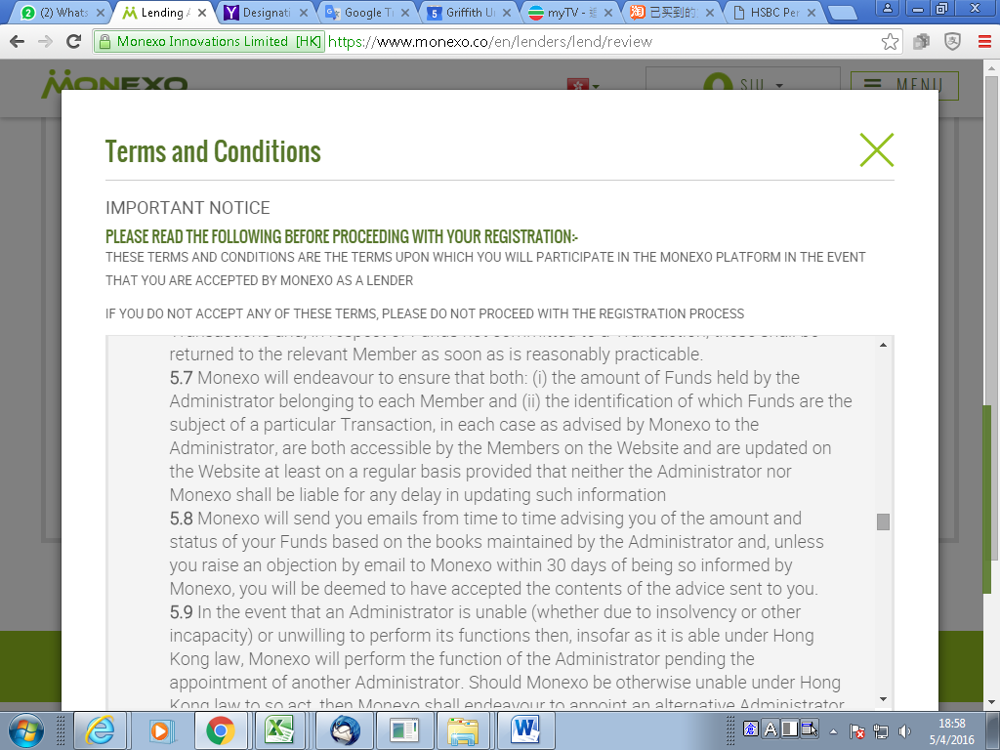 (2) Whats
Lending
Designati
Google T
Griffith U
myTV -
已买到的
HSBC Per
Monexo Innovations Limited [HK] https://www.monexo.co/en/lenders/lend/review
MONEXO
SIU
MENU
Terms and Conditions
IMPORTANT NOTICE
PLEASE READ THE FOLLOWING BEFORE PROCEEDING WITH YOUR REGISTRATION:-
THESE TERMS AND CONDITIONS ARE THE TERMS UPON WHICH YOU WILL PARTICIPATE IN THE MONEXO PLATFORM IN THE EVENT
THAT YOU ARE ACCEPTED BY MONEXO AS A LENDER
IF YOU DO NOT ACCEPT ANY OF THESE TERMS, PLEASE DO NOT PROCEED WITH THE REGISTRATION PROCESS
Transactions and, in respect of Funds not committed to a Transaction, these shall be
returned to the relevant Member as soon as is reasonably practicable.
5.7 Monexo will endeavour to ensure that both: (i) the amount of Funds held by the
Administrator belonging to each Member and (ii) the identification of which Funds are the
subject of a particular Transaction, in each case as advised by Monexo to the
Administrator, are both accessible by the Members on the Website and are updated on
the Website at least on a regular basis provided that neither the Administrator nor
Monexo shall be liable for any delay in updating such information
5.8 Monexo will send you emails from time to time advising you of the amount and
status of your Funds based on the books maintained by the Administrator and, unless
you raise an objection by email to Monexo within 30 days of being so informed by
Monexo, you will be deemed to have accepted the contents of the advice sent to you.
5.9 In the event that an Administrator is unable (whether due to insolvency or other
incapacity) or unwilling to perform its functions then, insofar as it is able under Hong
Kong law, Monexo will perform the function of the Administrator pending the
appointment of another Administrator. Should Monexo be otherwise unable under Hong
Kong law to so act, then Monexo shall endeavour to appoint an alternative Administrator
18:58
5/4/2016